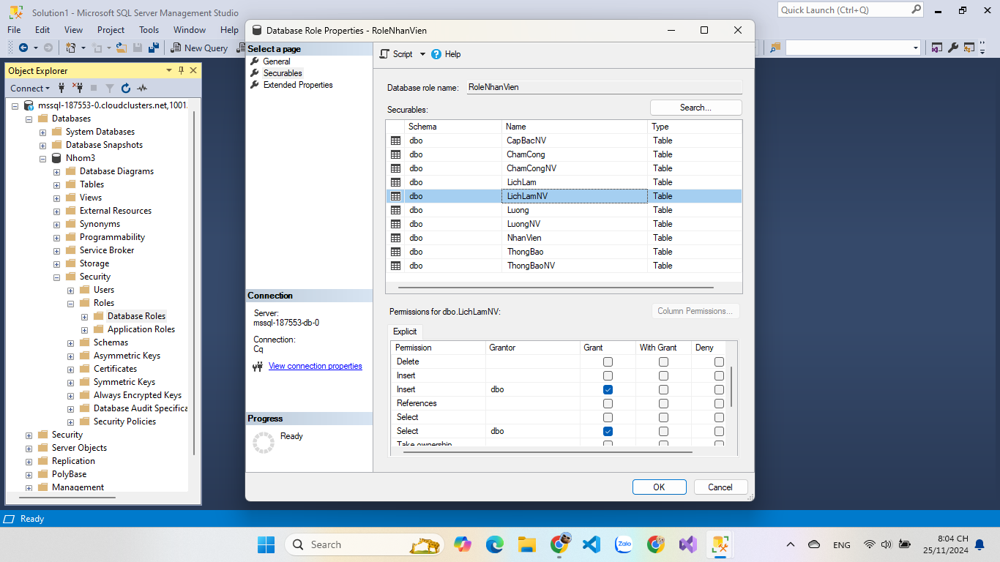 Solution1 - Microsoft SQL Server Management Studio
Quick Launch (Ctrl+Q)
File Edit View Project Tools Window Help
New Query
Object Explorer
Connect
mssql-187553-0.cloudclusters.net,1001
Databases
System Databases
Database Snapshots
Nhom3
Database Diagrams
Tables
Views
External Resources
Synonyms
Programmability
Service Broker
Storage
Security
Users
Roles
Database Roles
Application Roles
Schemas
Asymmetric Keys
Certificates
Symmetric Keys
Always Encrypted Keys
Database Audit Specifica
Security Policies
Security
Server Objects
Replication
PolyBase
Management
Database Role Properties - RoleNhanVien
Select a page
General
Securables
Extended Properties
Connection
Server:
mssql-187553-db-0
Connection:
Cq
View connection properties
Progress
Ready
Script Help
Database role name: RoleNhanVien
Securables:
Search...
Schema Name Type
dbo CapBacNV Table
dbo ChamCong Table
dbo ChamCongNV Table
dbo LichLam Table
dbo LichLamNV Table
dbo Luong Table
dbo LuongNV Table
dbo NhanVien Table
dbo ThongBao Table
dbo ThongBaoNV Table
Permissions for dbo.LichLamNV:
Column Permissions...
Explicit
Permission Grantor Grant With Grant Deny
Delete
Insert
Insert dbo
References
Select
Select dbo
Take ownership
OK Cancel
Ready
Search
Zalo
ENG
8:04 CH
25/11/2024